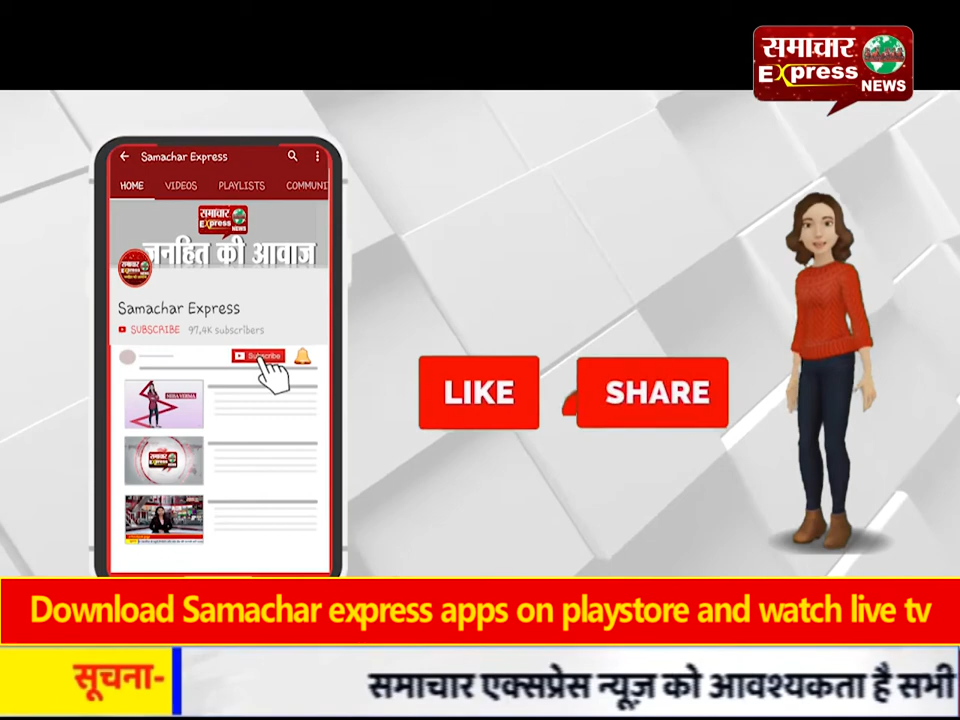 समाचार
Express
NEWS
Samachar Express
HOME VIDEOS PLAYLISTS COMMUNI
समाचार
Express
NEWS
जनहित की आवाज
Samachar Express
SUBSCRIBE 97.4K subscribers
Subscribe
NEHA VERMA
LIKE
SHARE
Download Samachar express apps on playstore and watch live tv
सूचना- समाचार एक्सप्रेस न्यूज़ को आवश्यकता है सभी